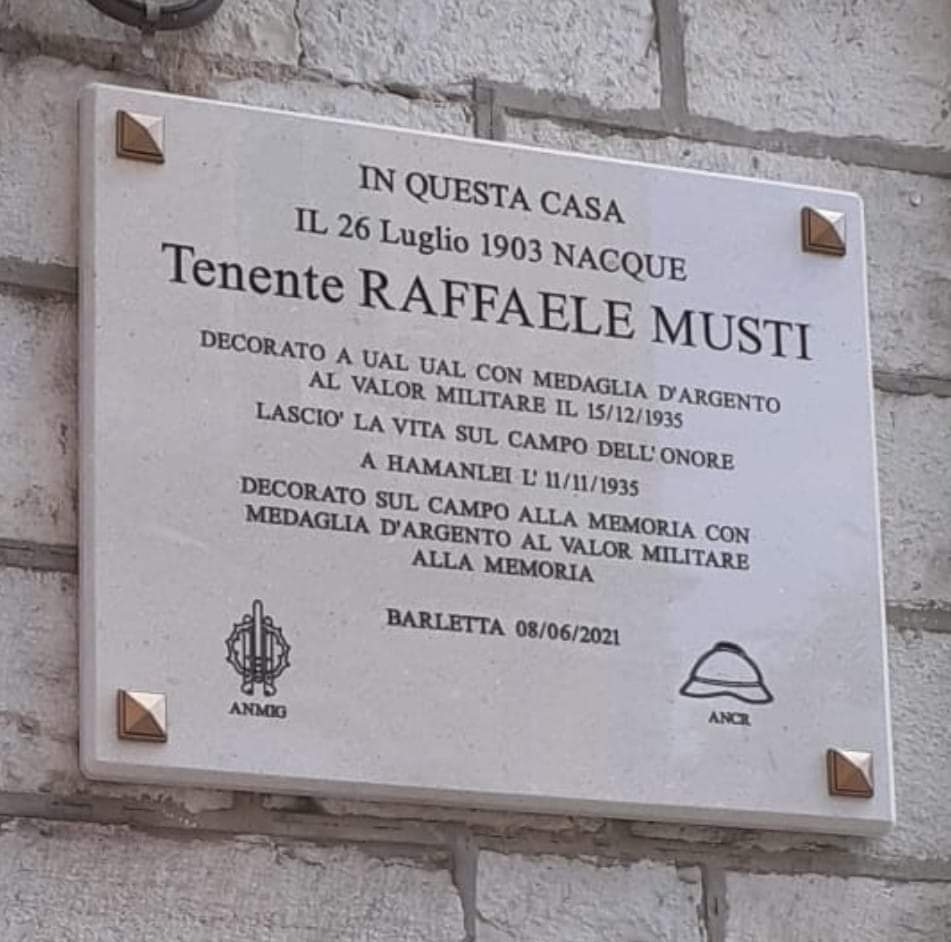 IN QUESTA CASA
IL 26 Luglio 1903 NACQUE
Tenente RAFFAELE MUSTI
DECORATO A UAL UAL CON MEDAGLIA D'ARGENTO
AL VALOR MILITARE IL 15/12/1935
LASCIO' LA VITA SUL CAMPO DELL'ONORE
A HAMANLEI L' 11/11/1935
DECORATO SUL CAMPO ALLA MEMORIA CON
MEDAGLIA D'ARGENTO AL VALOR MILITARE
ALLA MEMORIA
BARLETTA 08/06/2021
ANMIG
ANCR